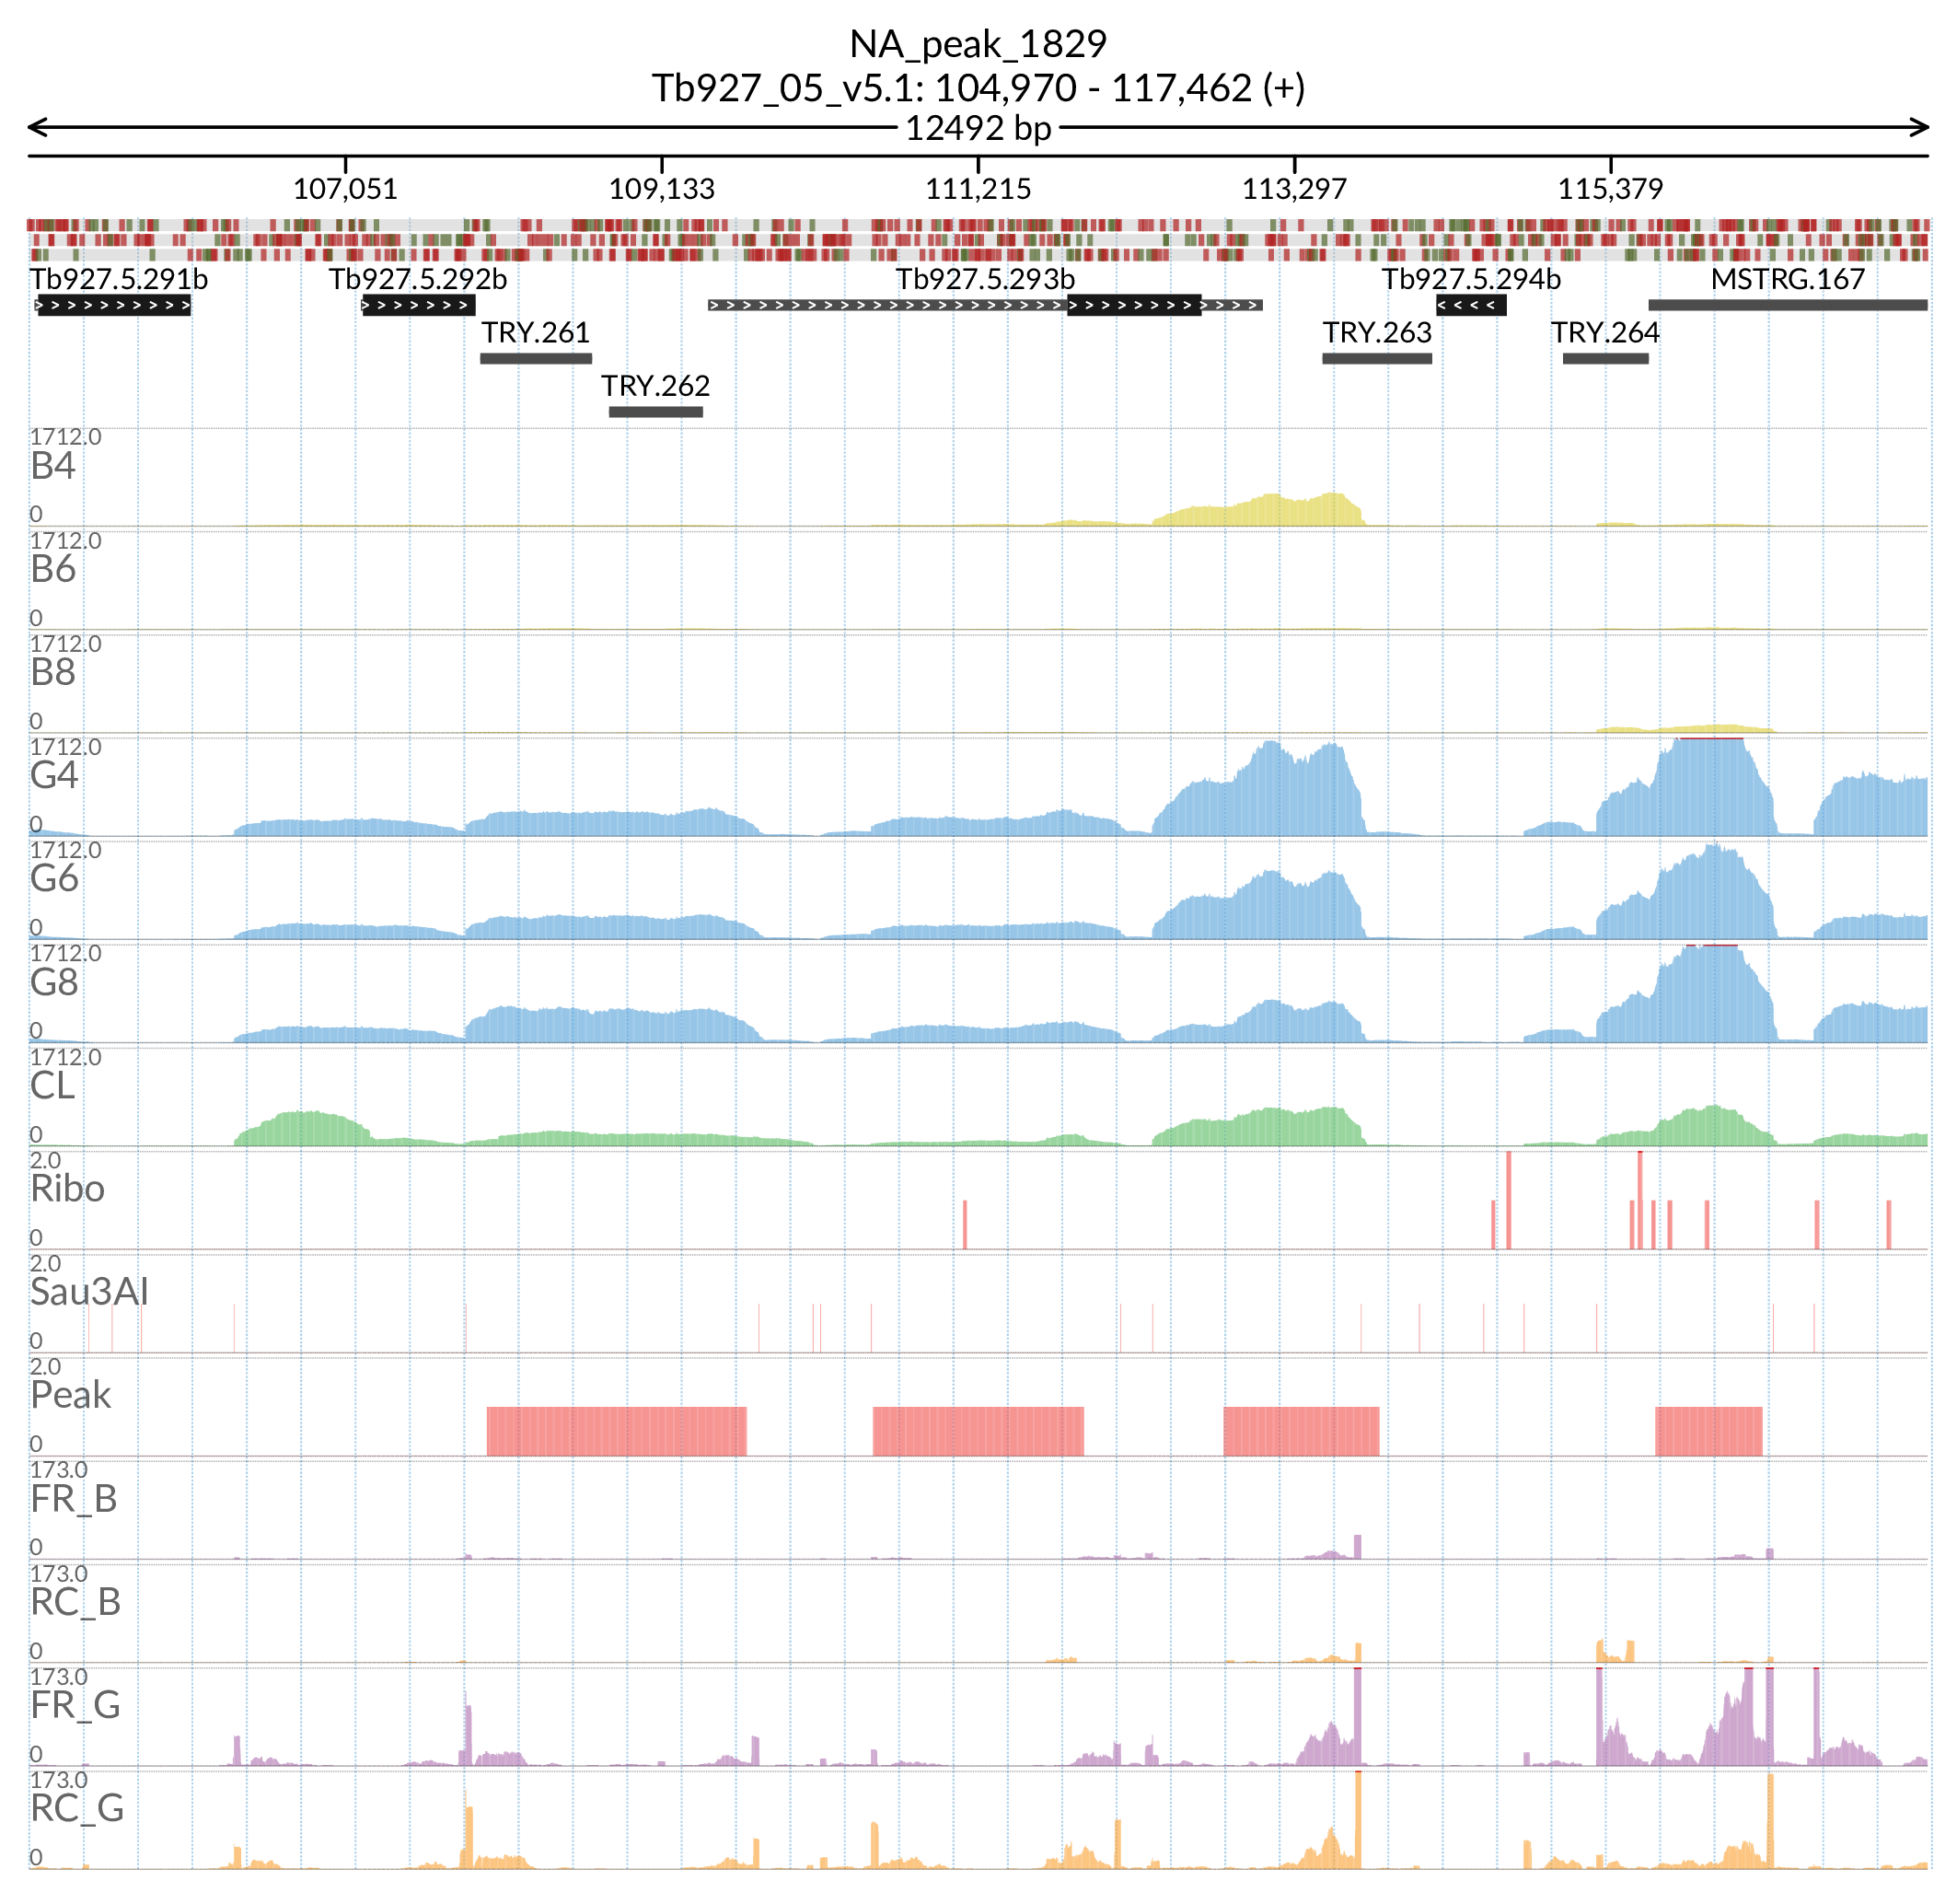 NA_peak_1829
Tb927_05_v5.1: 104,970 - 117,462 (+)
12492 bp
107,051 109,133 111,215 113,297 115,379
Tb927.5.291b Tb927.5.292b Tb927.5.293b Tb927.5.294b MSTRG.167
TRY.261 TRY.263 TRY.264
TRY.262
1712.0
B4
0
1712.0
B6
0
1712.0
B8
0
1712.0
G4
0
1712.0
G6
0
1712.0
G8
0
1712.0
CL
0
2.0
Ribo
0
2.0
Sau3AI
0
2.0
Peak
0
173.0
FR_B
0
173.0
RC_B
0
173.0
FR_G
0
173.0
RC_G
0